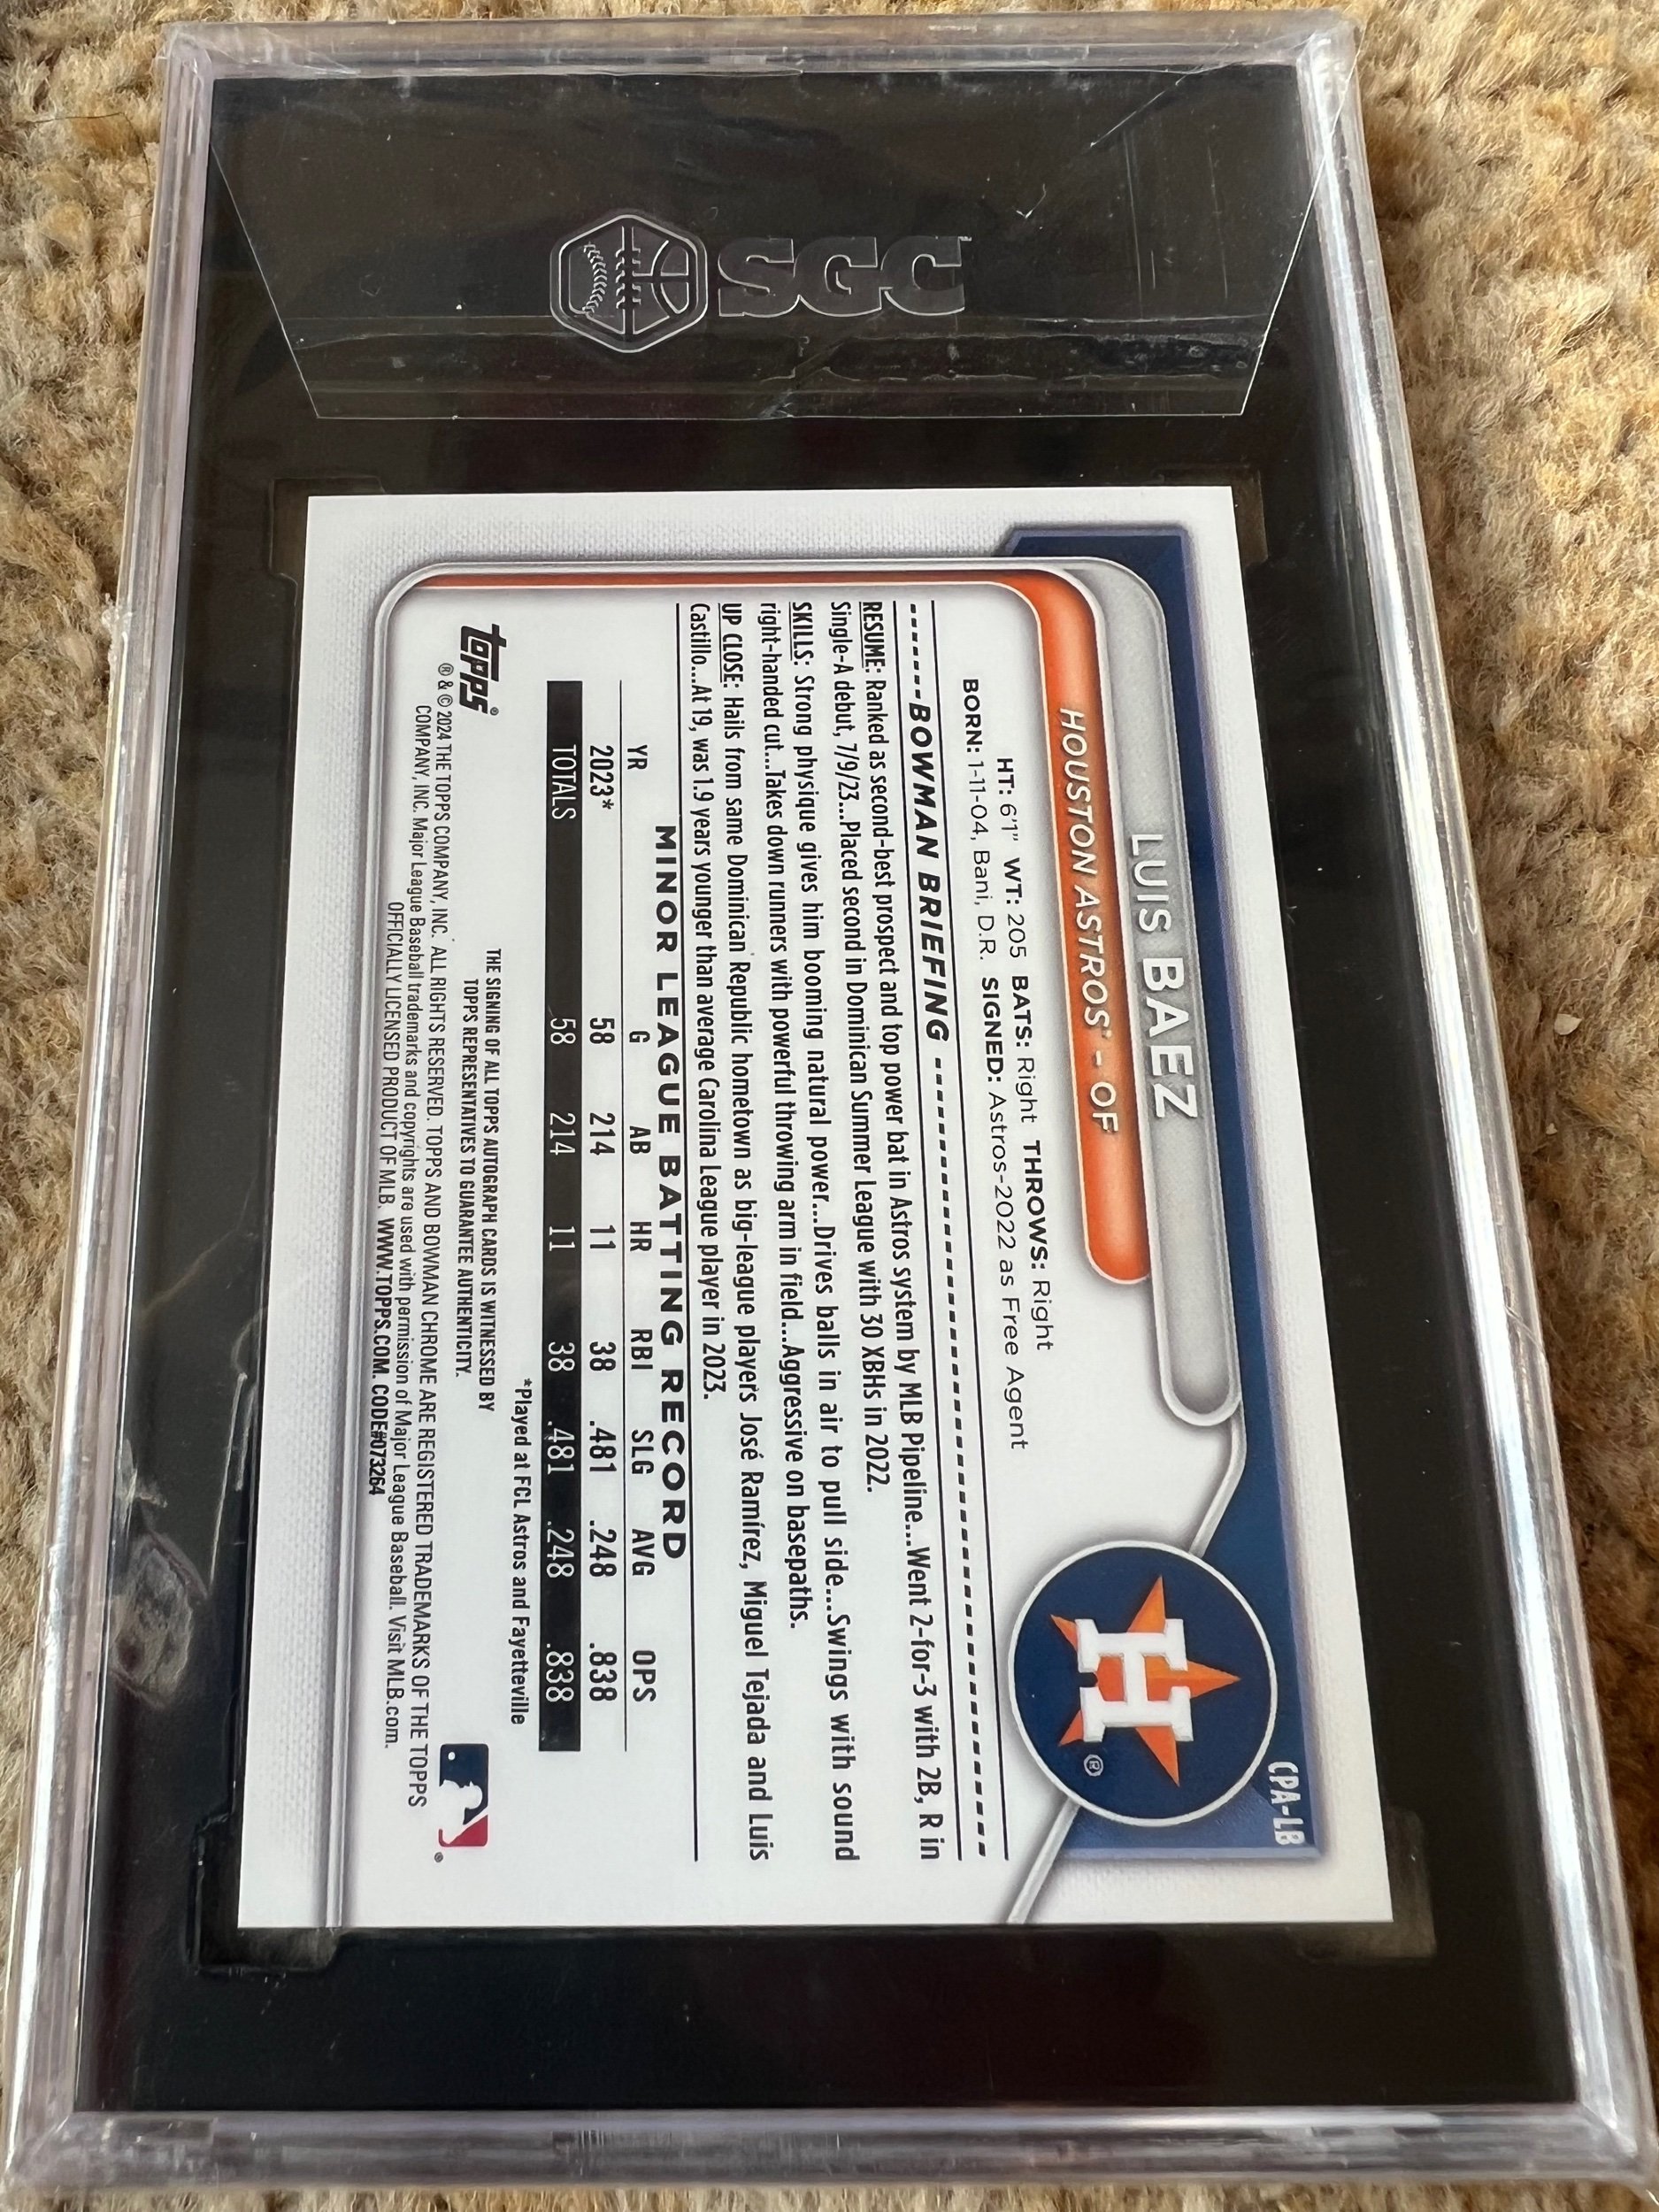 SGC
CPA-LB
LUIS BAEZ
HOUSTON ASTROS™ - OF
HT: 6'1" WT: 205 BATS: Right THROWS: Right
BORN: 1-11-04, Bani, D.R. SIGNED: Astros-2022 as Free Agent
BOWMAN BRIEFING
RESUME: Ranked as second-best prospect and top power bat in Astros system by MLB Pipeline...Went 2-for-3 with 2B, R in
Single-A debut, 7/9/23...Placed second in Dominican Summer League with 30 XBHs in 2022.
SKILLS: Strong physique gives him booming natural power...Drives balls in air to pull side...Swings with sound
right-handed cut...Takes down runners with powerful throwing arm in field...Aggressive on basepaths.
UP CLOSE: Hails from same Dominican Republic hometown as big-league players José Ramírez, Miguel Tejada and Luis
Castillo...At 19, was 1.9 years younger than average Carolina League player in 2023.
MINOR LEAGUE BATTING RECORD
YR G AB HR RBI SLG AVG OPS
2023* 58 214 11 38 .481 .248 .838
TOTALS 58 214 11 38 .481 .248 .838
*Played at FCL Astros and Fayetteville
THE SIGNING OF ALL TOPPS AUTOGRAPH CARDS IS WITNESSED BY
TOPPS REPRESENTATIVES TO GUARANTEE AUTHENTICITY.
topps®
® & © 2024 THE TOPPS COMPANY, INC. ALL RIGHTS RESERVED. TOPPS AND BOWMAN CHROME ARE REGISTERED TRADEMARKS OF THE TOPPS
COMPANY, INC. Major League Baseball trademarks and copyrights are used with permission of Major League Baseball. Visit MLB.com.
OFFICIALLY LICENSED PRODUCT OF MLB. WWW.TOPPS.COM. CODE#073264
H®